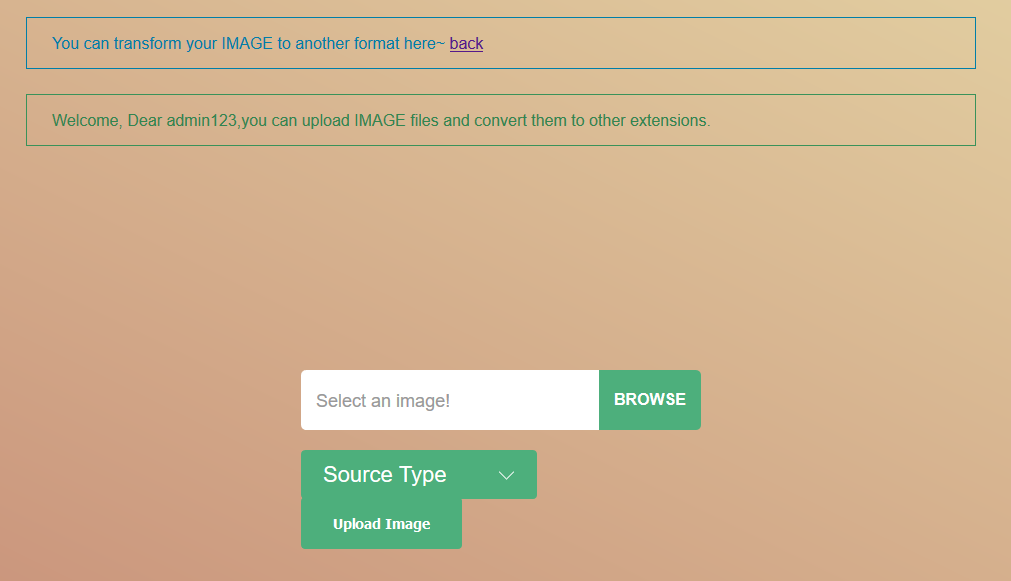 You can transform your IMAGE to another format here~ back
Welcome, Dear admin123,you can upload IMAGE files and convert them to other extensions.
Select an image! BROWSE
Source Type
Upload Image